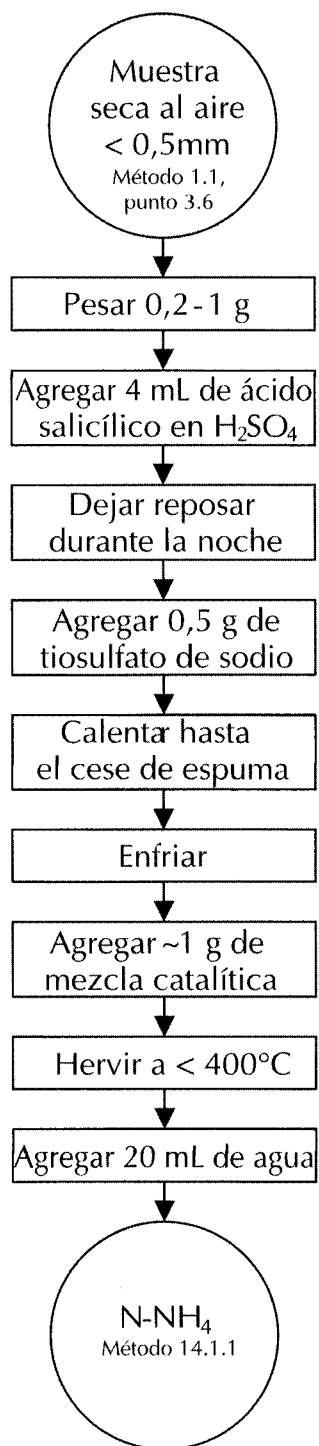 Muestra
seca al aire
< 0,5mm
Método 1.1,
punto 3.6
Pesar 0,2-1 g
Agregar 4 mL de ácido
salicílico en H₂SO₄
Dejar reposar
durante la noche
Agregar 0,5 g de
tiosulfato de sodio
Calentar hasta
el cese de espuma
Enfriar
Agregar ~1 g de
mezcla catalítica
Hervir a < 400°C
Agregar 20 mL de agua
N-NH₄
Método 14.1.1